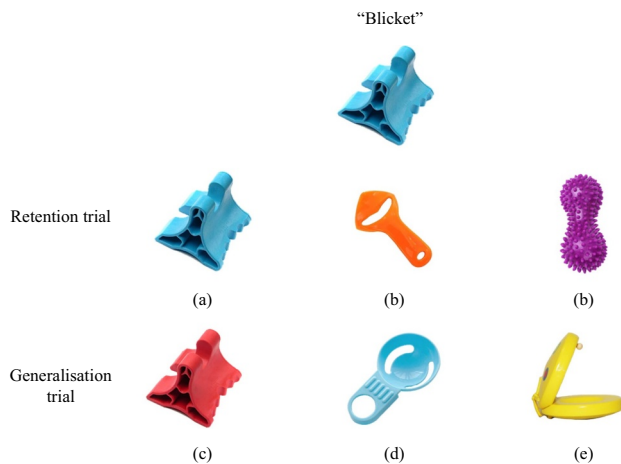 “Blicket”
Retention trial
(a)
(b)
(b)
Generalisation
trial
(c)
(d)
(e)